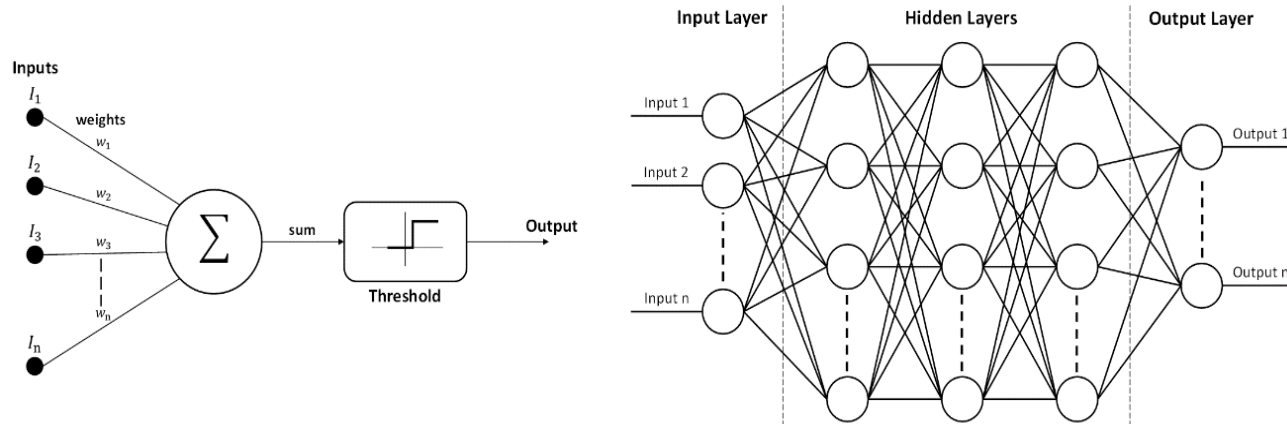 Inputs
I₁
weights
w₁
I₂
w₂
I₃
w₃
wₙ
Iₙ
∑
sum
Threshold
Output
Input Layer
Hidden Layers
Output Layer
Input 1
Input 2
Input n
Output 1
Output n